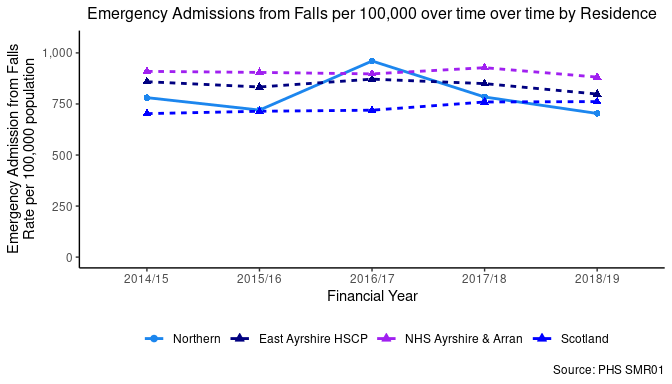 Emergency Admissions from Falls per 100,000 over time over time by Residence
Emergency Admission from Falls
Rate per 100,000 population
1,000
750
500
250
0
2014/15 2015/16 2016/17 2017/18 2018/19
Financial Year
Northern East Ayrshire HSCP NHS Ayrshire & Arran Scotland
Source: PHS SMR01